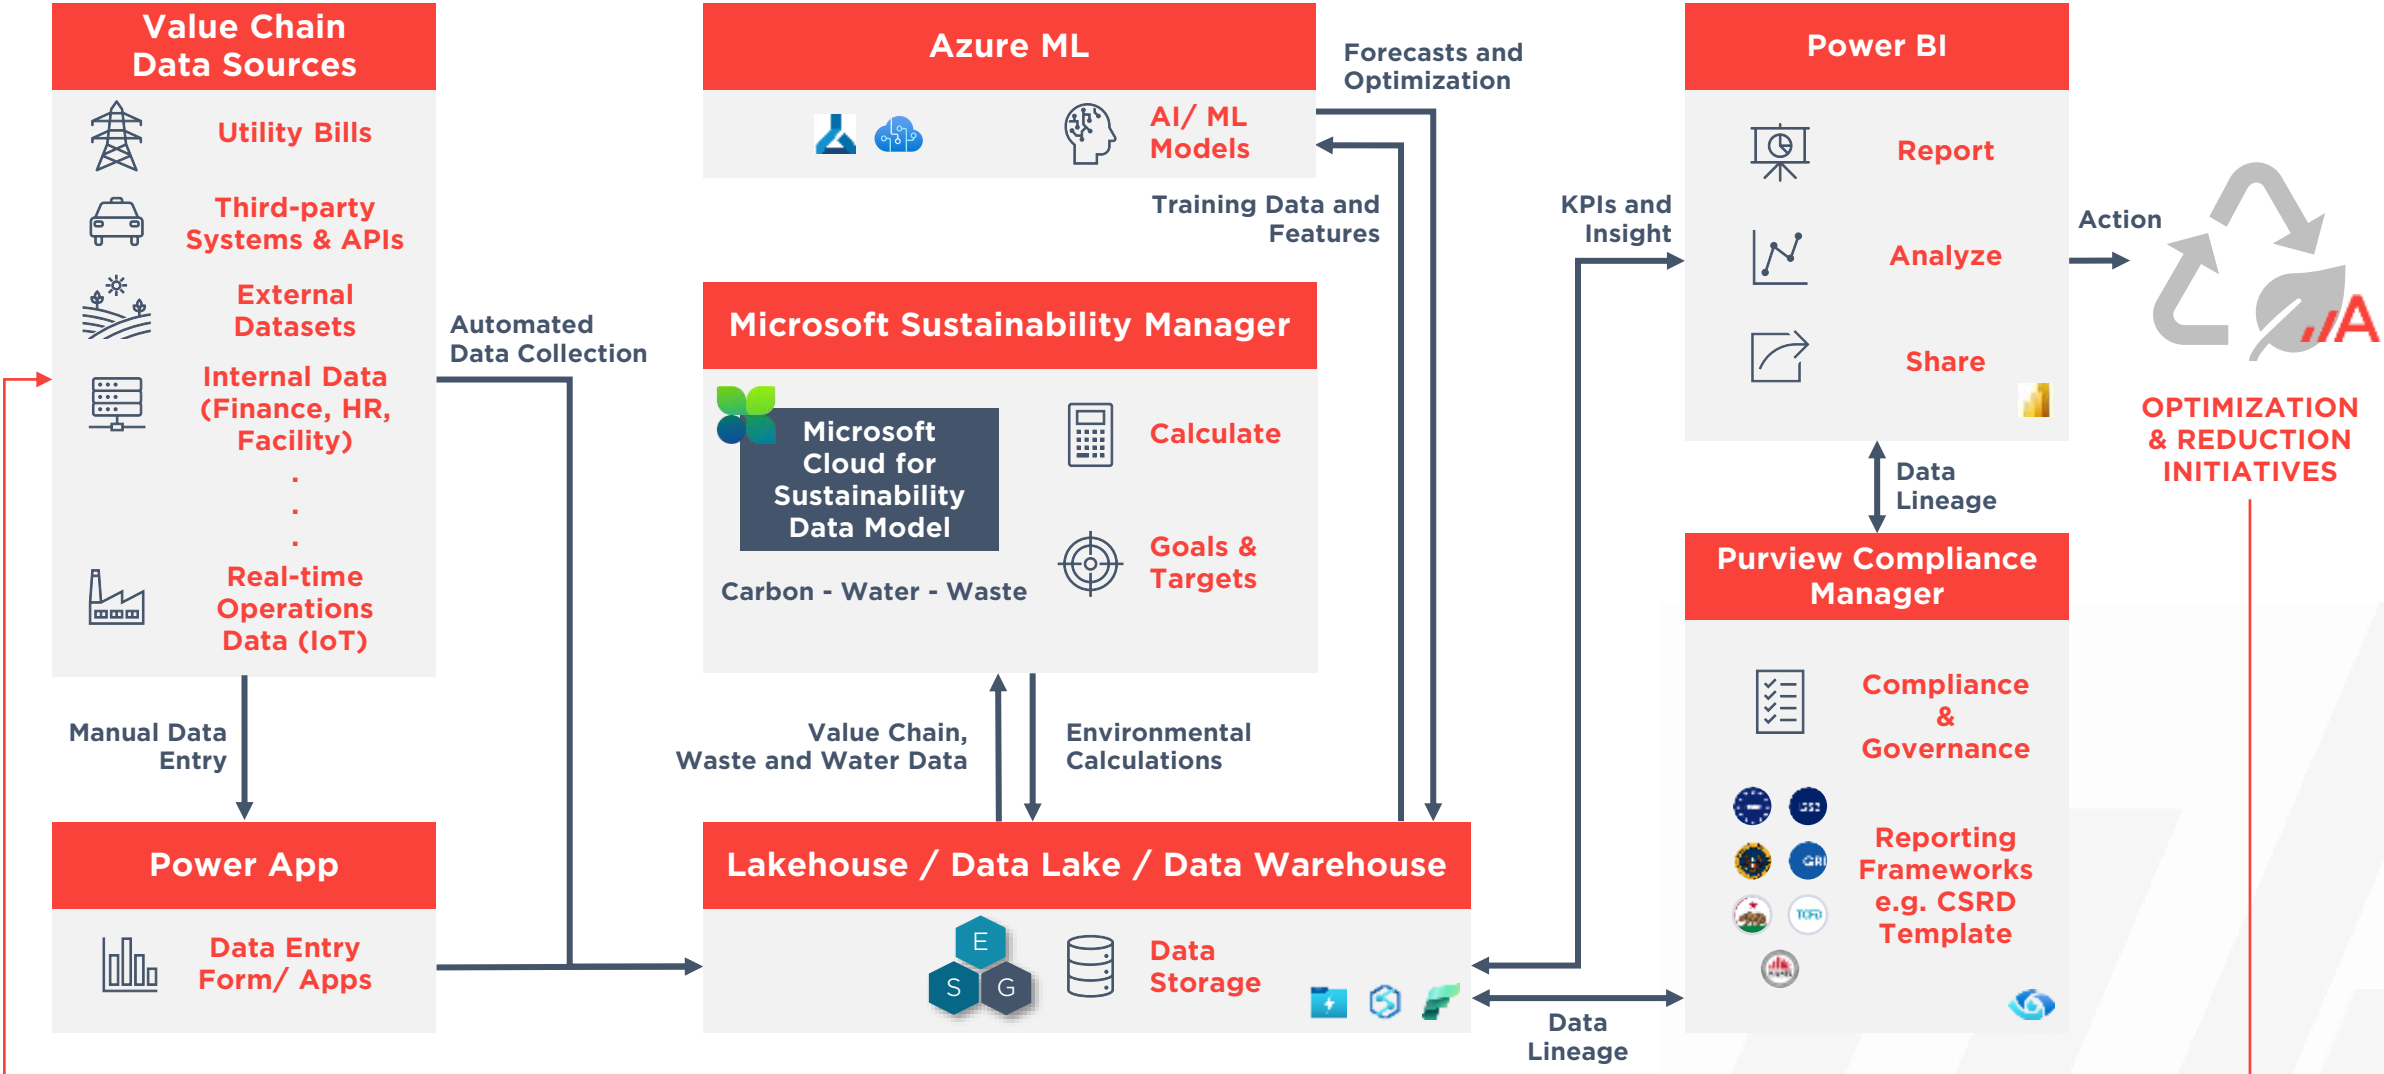 Value Chain
Data Sources
Utility Bills
Third-party
Systems & APIs
External
Datasets
Internal Data
(Finance, HR,
Facility)
.
.
.
Real-time
Operations
Data (IoT)
Automated
Data Collection
Manual Data
Entry
Power App
Data Entry
Form/ Apps
Azure ML
AI/ ML
Models
Forecasts and
Optimization
Training Data and
Features
Microsoft Sustainability Manager
Microsoft
Cloud for
Sustainability
Data Model
Carbon - Water - Waste
Calculate
Goals &
Targets
Value Chain,
Waste and Water Data
Environmental
Calculations
Lakehouse / Data Lake / Data Warehouse
E
S
G
Data
Storage
KPIs and
Insight
Data
Lineage
Power BI
Report
Analyze
Share
Action
A
OPTIMIZATION
& REDUCTION
INITIATIVES
Data
Lineage
Purview Compliance
Manager
Compliance
&
Governance
Reporting
Frameworks
e.g. CSRD
Template
GRI
TCFD